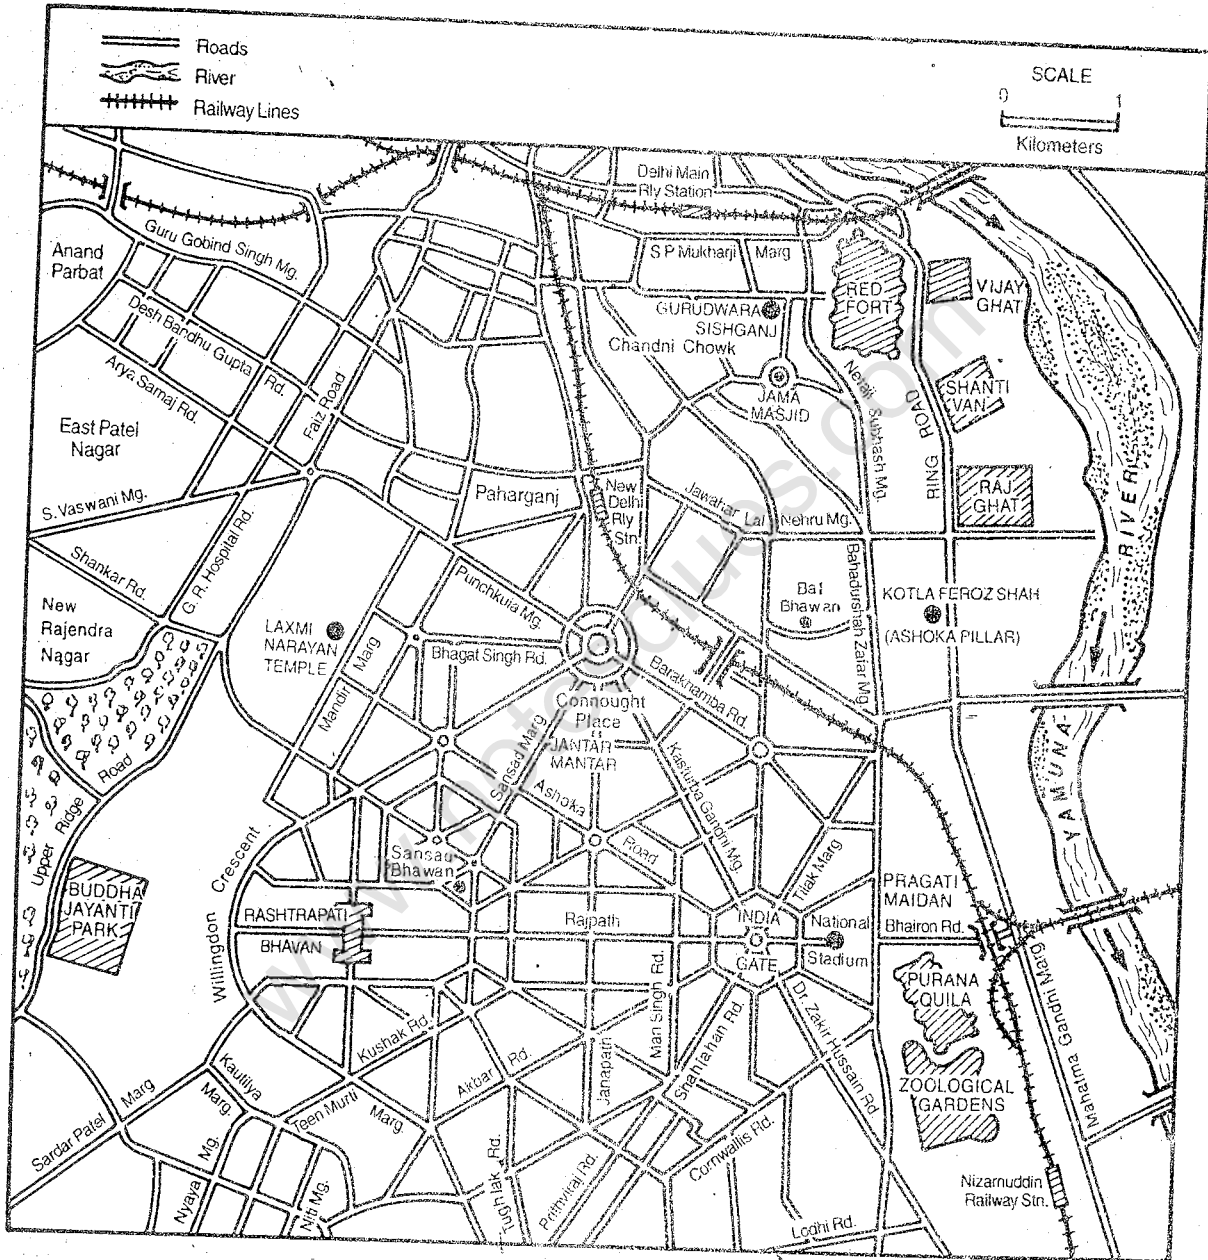 Roads
River
Railway Lines
SCALE
0 1
Kilometers
Delhi Main
Rly Station
Guru Gobind Singh Mg.
Anand
Parbat
S P Mukharji Marg
RED
FORT
VIJAY
GHAT
GURUDWARA
SISHGANJ
Chandni Chowk
Desh Bandhu Gupta Rd.
Arya Samaj Rd.
Faiz Road
JAMA
MASJID
Netaji Subhash Mg.
RING ROAD
SHANTI
VAN
East Patel
Nagar
S. Vaswani Mg.
Paharganj
New
Delhi
Rly
Stn.
Jawahar Lal Nehru Mg.
RAJ
GHAT
RIVER
Shankar Rd.
G. R. Hospital Rd.
Punchkuia Mg.
Bal
Bhawan
Bahadurshah Zafar Mg.
KOTLA FEROZ SHAH
(ASHOKA PILLAR)
New
Rajendra
Nagar
LAXMI
NARAYAN
TEMPLE
Mandir Marg
Bhagat Singh Rd.
Barakhamba Rd.
Connought
Place
JANTAR
MANTAR
Sansad Marg
Kasturba Gandhi Mg.
YAMUNA
Upper Ridge Road
Ashoka Road
Sansad
Bhawan
Tilak Marg
BUDDHA
JAYANTI
PARK
Willingdon Crescent
RASHTRAPATI
BHAVAN
Rajpath
INDIA
GATE
National
Stadium
PRAGATI
MAIDAN
Bhairon Rd.
Man Singh Rd.
PURANA
QUILA
Mahatma Gandhi Marg
Kushak Rd.
Akbar Rd.
Janapath
Shahjahan Rd.
Dr. Zakir Hussain Rd.
ZOOLOGICAL
GARDENS
Kautilya Marg.
Teen Murti Marg.
Sardar Patel Marg
Nyaya Mg.
Niti Mg.
Tughlak Rd.
Prithviraj Rd.
Cornwallis Rd.
Nizamuddin
Railway Stn.
Lodhi Rd.